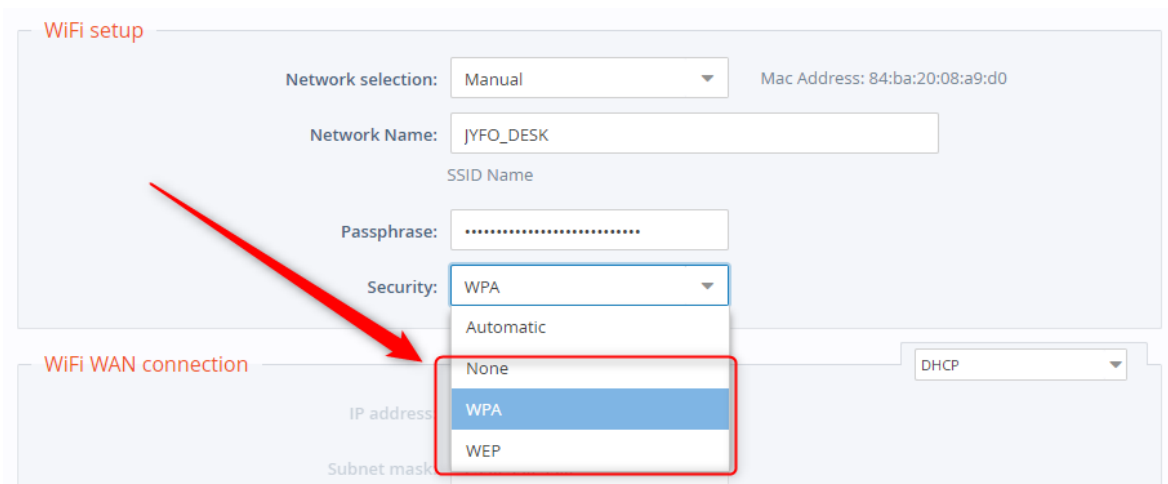 WiFi setup
Network selection: Manual Mac Address: 84:ba:20:08:a9:d0
Network Name: JYFO_DESK
SSID Name
Passphrase: ••••••••••••••••••••••••••••
Security: WPA
Automatic
WiFi WAN connection DHCP
None
IP address: WPA
WEP
Subnet mask: